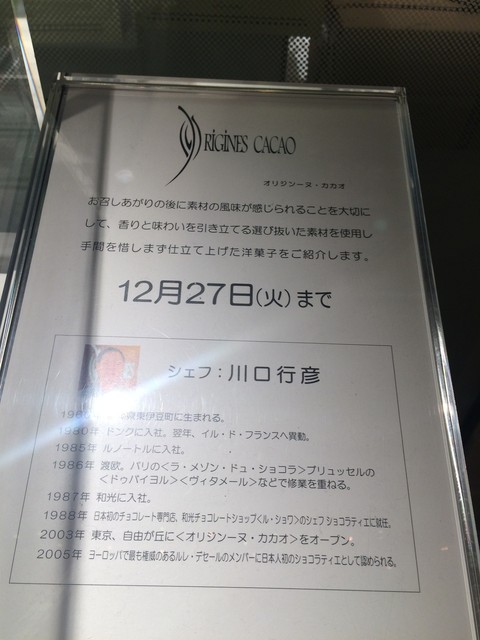 ORIGINES CACAO
オリジンーヌ・カカオ
お召しあがりの後に素材の風味が感じられることを大切に
して、香りと味わいを引き立てる選び抜いた素材を使用し
手間を惜しまず仕立て上げた洋菓子をご紹介します。
12月27日(火)まで
シェフ:川口行彦
県東伊豆町に生まれる。
1980年 ドンクに入社。翌年、イル・ド・フランスへ異動。
1985年 ルノートルに入社。
1986年 渡欧。パリの<ラ・メゾン・デュ・ショコラ>ブリュッセルの
<ドゥバイヨル><ヴィタメール>などで修業を重ねる。
1987年 和光に入社。
1988年 日本初のチョコレート専門店、和光チョコレートショップ<ル・ショワ>のシェフ ショコラティエに就任。
2003年 東京、自由が丘に<オリジンーヌ・カカオ>をオープン。
2005年 ヨーロッパで最も権威のあるルレ・デセールのメンバーに日本人初のショコラティエとして認められる。